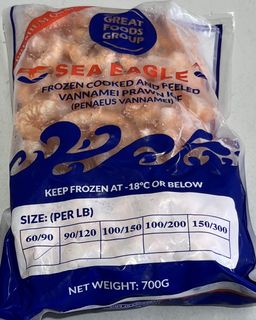 GREAT
FOODS
GROUP
SEA EAGLE
FROZEN COOKED AND PEELED
VANNAMEI PRAWN
(PENAEUS VANNAMEI)
KEEP FROZEN AT -18°C OR BELOW
SIZE: (PER LB)
60/90 90/120 100/150 100/200 150/300
NET WEIGHT: 700G